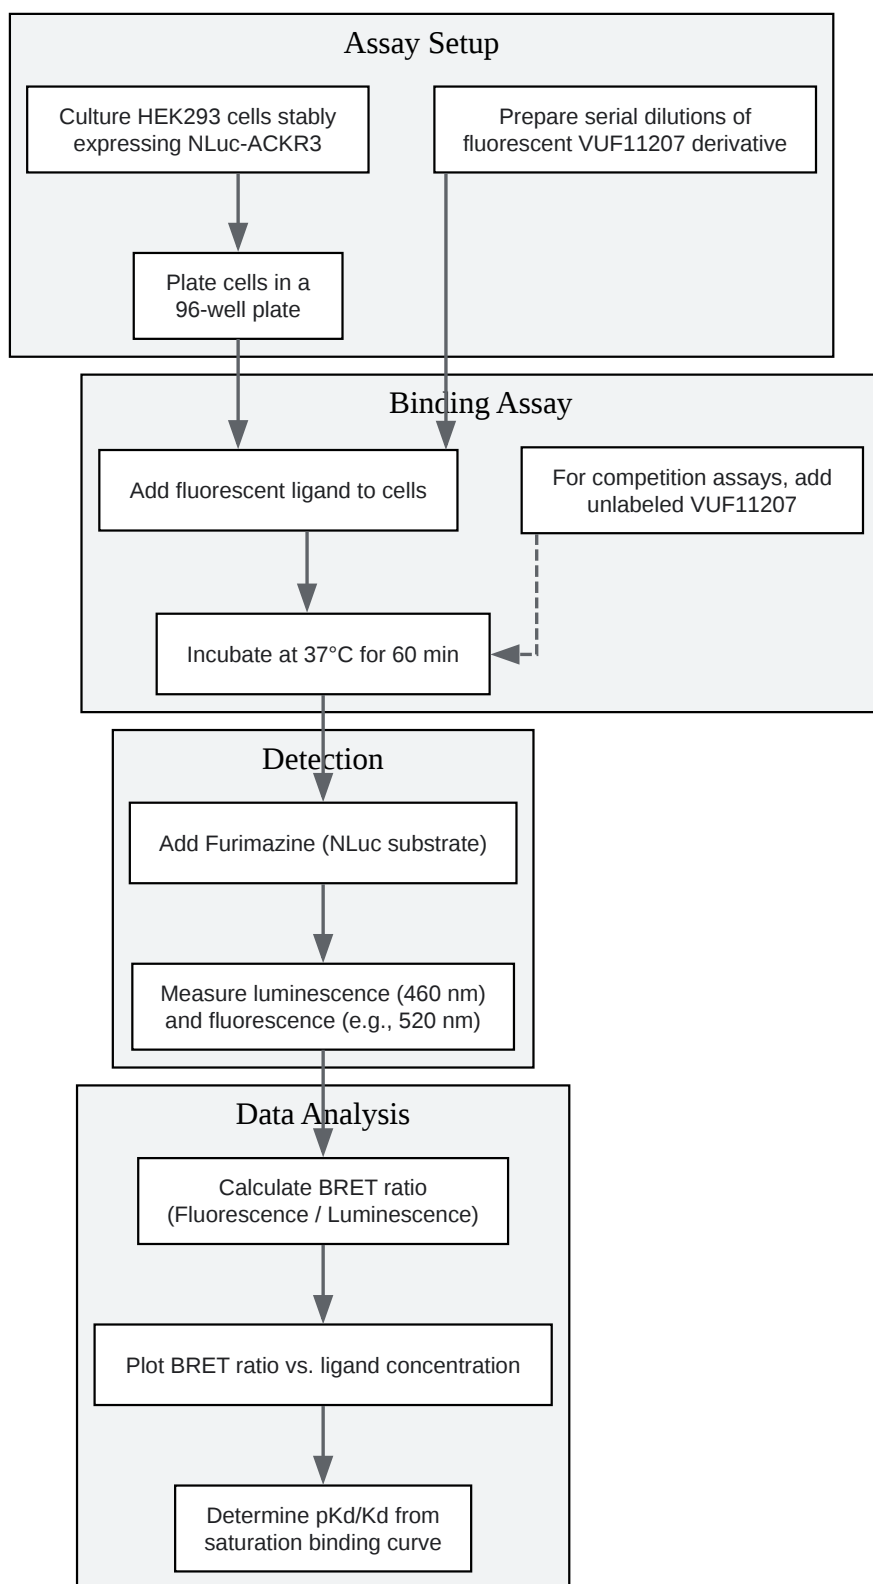 Assay Setup
Culture HEK293 cells stably
expressing NLuc-ACKR3
Prepare serial dilutions of
fluorescent VUF11207 derivative
Plate cells in a
96-well plate
Binding Assay
Add fluorescent ligand to cells
For competition assays, add
unlabeled VUF11207
Incubate at 37°C for 60 min
Detection
Add Furimazine (NLuc substrate)
Measure luminescence (460 nm)
and fluorescence (e.g., 520 nm)
Data Analysis
Calculate BRET ratio
(Fluorescence / Luminescence)
Plot BRET ratio vs. ligand concentration
Determine pKd/Kd from
saturation binding curve